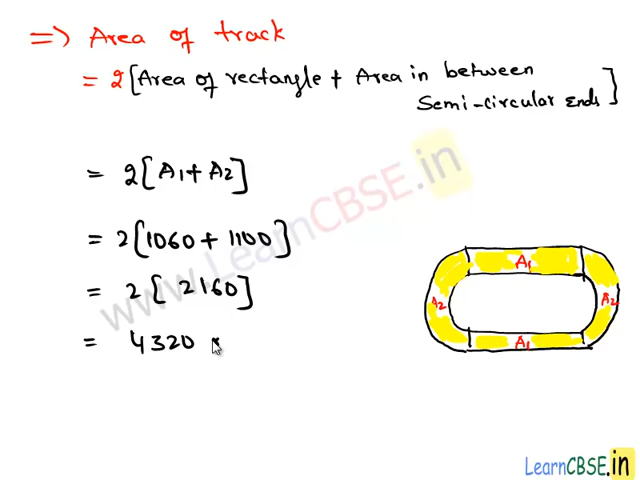 => Area of track
= 2[Area of rectangle + Area in between
Semi-circular ends]
= 2[A1 + A2]
= 2[1060 + 1100]
= 2[2160]
= 4320
A1
A2
A2
A1
www.LearnCBSE.in
LearnCBSE.in